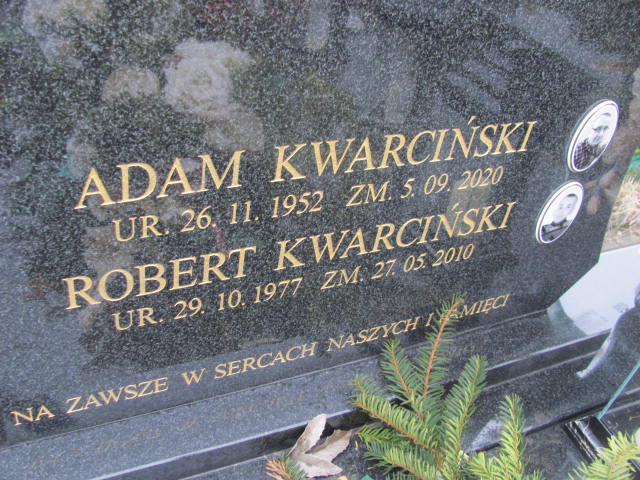 ADAM KWARCIŃSKI
UR. 26. 11. 1952 ZM. 5. 09. 2020
ROBERT KWARCIŃSKI
UR. 29. 10. 1977 ZM. 27. 05. 2010
NA ZAWSZE W SERCACH NASZYCH I PAMIĘCI